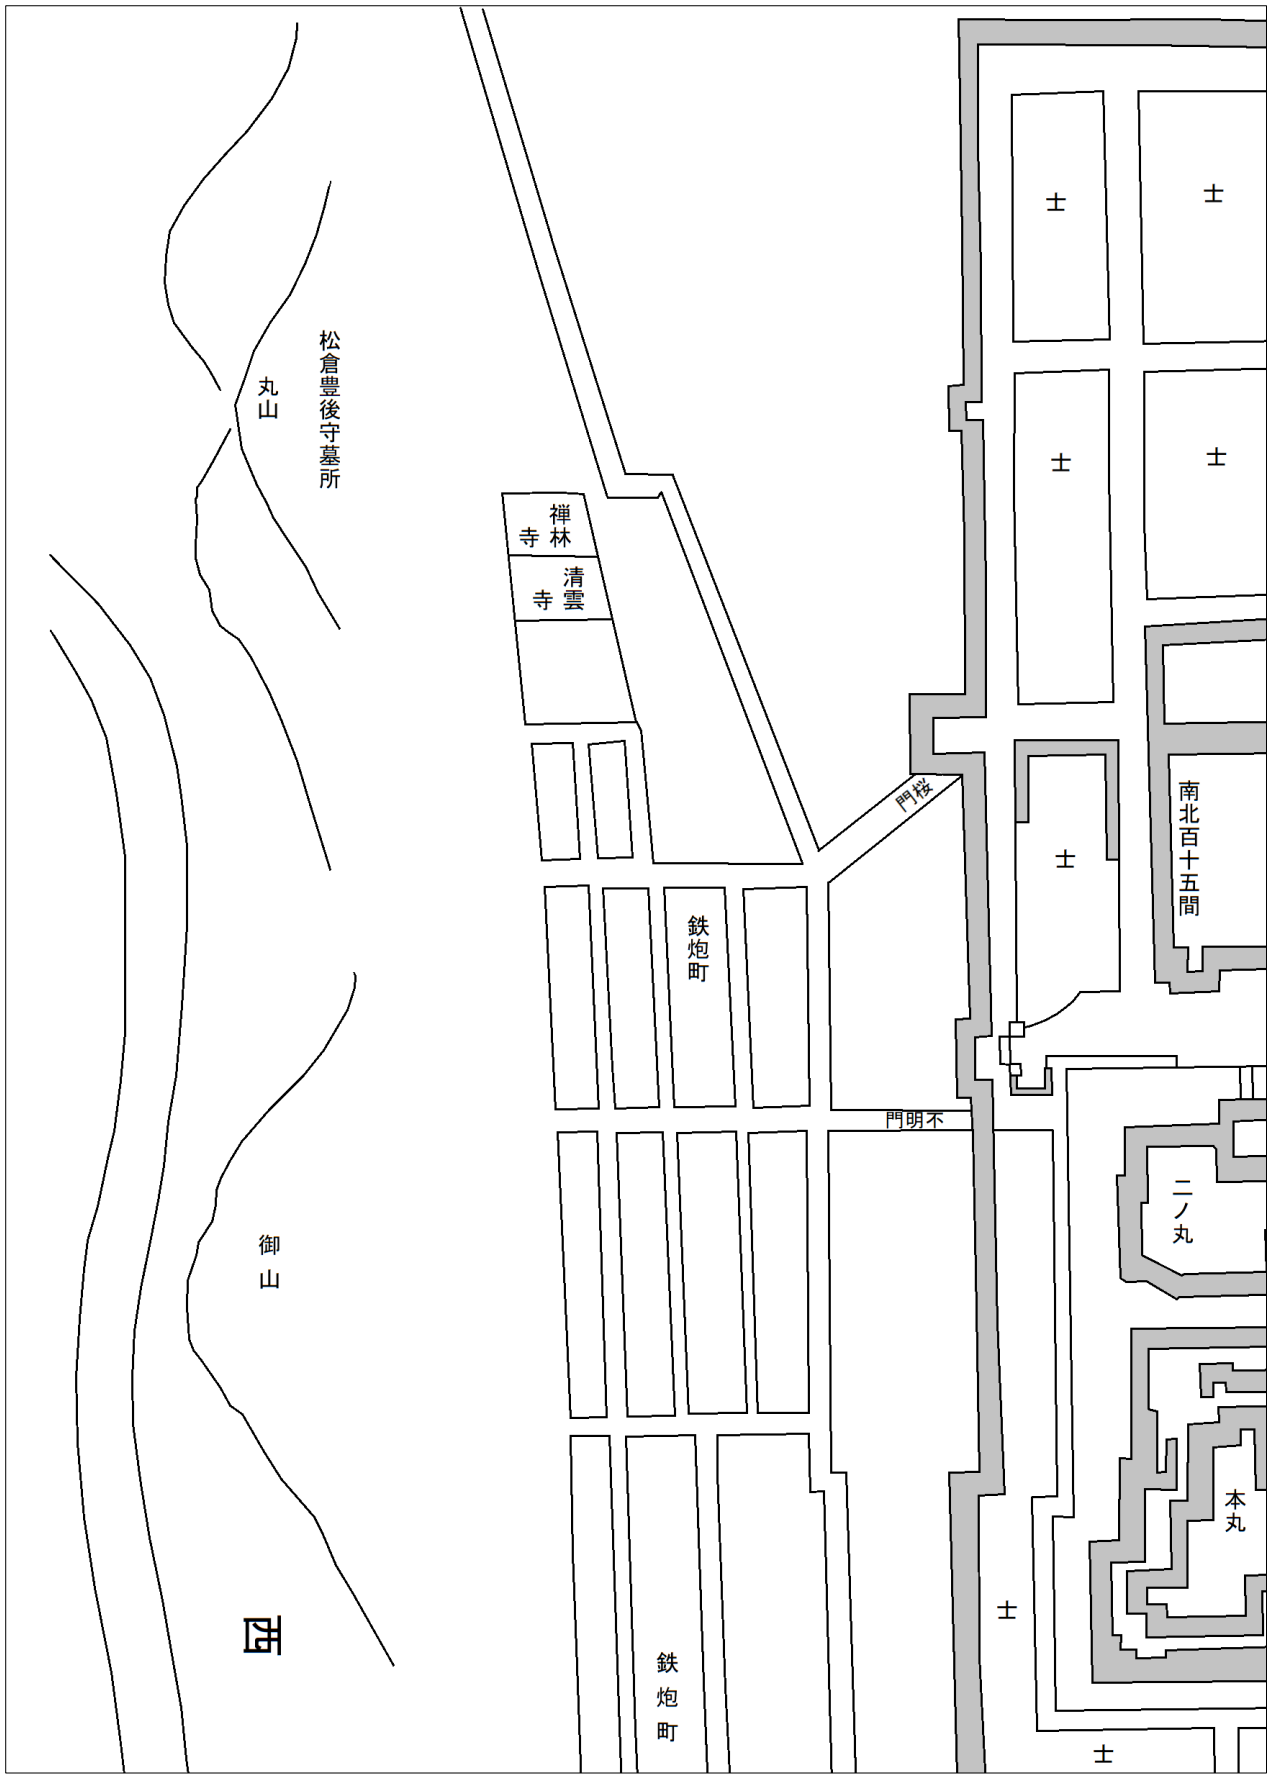 士
士
松倉豊後守墓所
丸山
士
士
禅林寺
清雲寺
門桜
南北百十五間
士
鉄炮町
門明不
二ノ丸
御山
本丸
士
西
鉄炮町
士